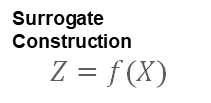 Surrogate
Construction
Z = f(X)